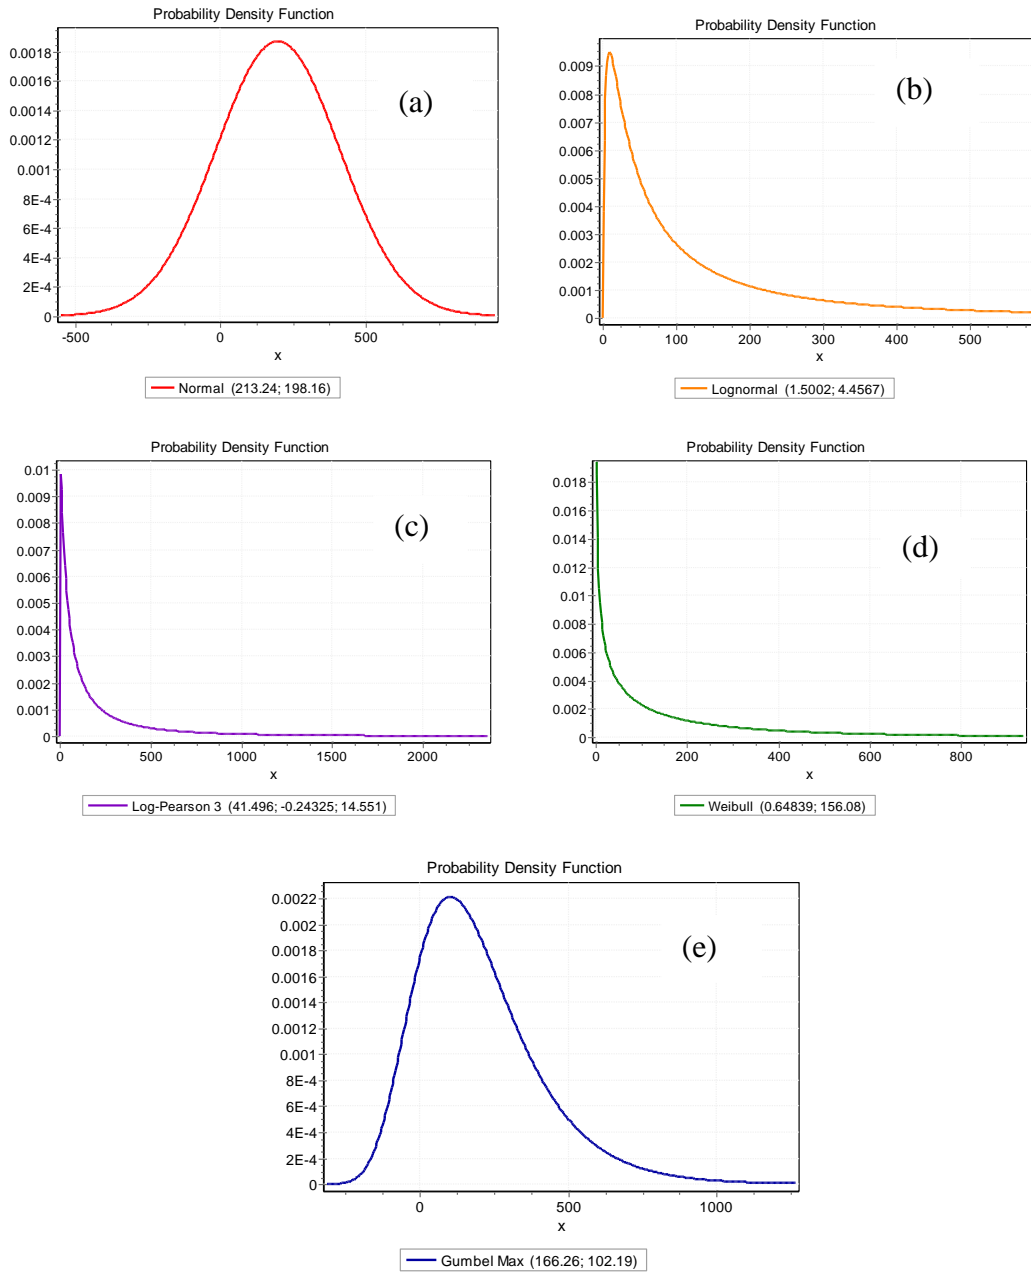 Probability Density Function
0.0018
0.0016
0.0014
0.0012
0.001
8E-4
6E-4
4E-4
2E-4
0
(a)
-500
0
500
x
Normal (213.24; 198.16)
Probability Density Function
0.009
0.008
0.007
0.006
0.005
0.004
0.003
0.002
0.001
0
(b)
0
100
200
300
400
500
x
Lognormal (1.5002; 4.4567)
Probability Density Function
0.01
0.009
0.008
0.007
0.006
0.005
0.004
0.003
0.002
0.001
0
(c)
0
500
1000
1500
2000
x
Log-Pearson 3 (41.496; -0.24325; 14.551)
Probability Density Function
0.018
0.016
0.014
0.012
0.01
0.008
0.006
0.004
0.002
0
(d)
0
200
400
600
800
x
Weibull (0.64839; 156.08)
Probability Density Function
0.0022
0.002
0.0018
0.0016
0.0014
0.0012
0.001
8E-4
6E-4
4E-4
2E-4
0
(e)
0
500
1000
x
Gumbel Max (166.26; 102.19)